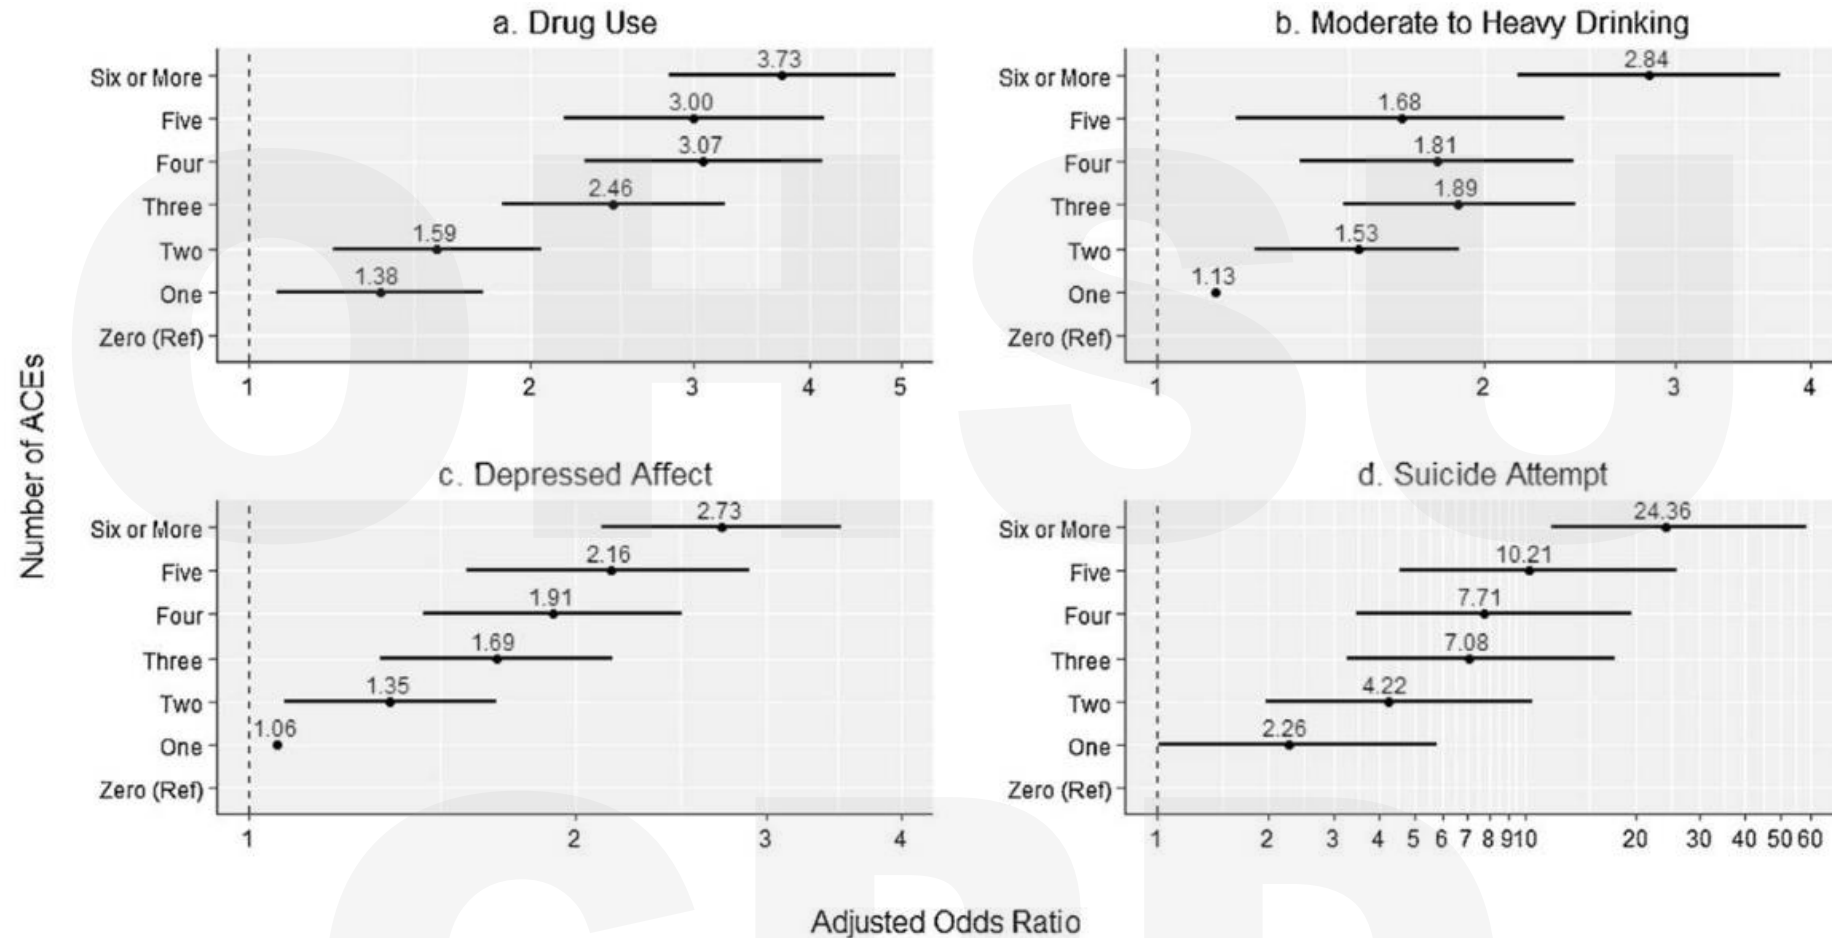 a. Drug Use
Six or More
Five
Four
Three
Two
One
Zero (Ref)
3.73
3.00
3.07
2.46
1.59
1.38
1 2 3 4 5
b. Moderate to Heavy Drinking
Six or More
Five
Four
Three
Two
One
Zero (Ref)
2.84
1.68
1.81
1.89
1.53
1.13
1 2 3 4
Number of ACEs
c. Depressed Affect
Six or More
Five
Four
Three
Two
One
Zero (Ref)
2.73
2.16
1.91
1.69
1.35
1.06
1 2 3 4
d. Suicide Attempt
Six or More
Five
Four
Three
Two
One
Zero (Ref)
24.36
10.21
7.71
7.08
4.22
2.26
1 2 3 4 5 6 7 8 9 10 20 30 40 50 60
Adjusted Odds Ratio
OHSU